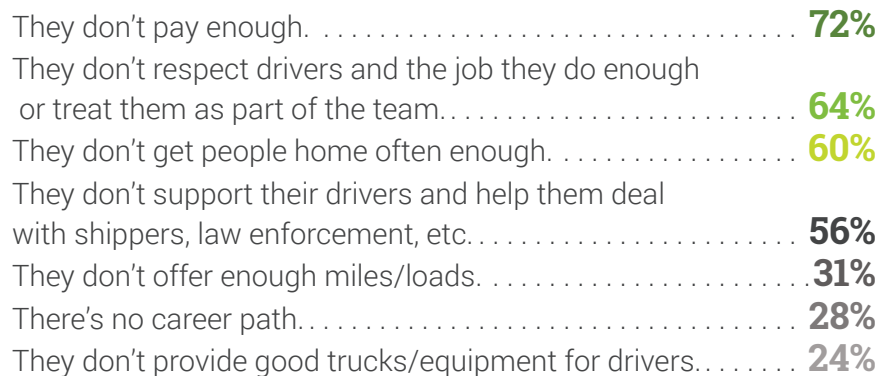 They don't pay enough. . . . . . . . . . . . . . . . . . . . . . . . . . . . . . . . . . . 72%
They don't respect drivers and the job they do enough
or treat them as part of the team. . . . . . . . . . . . . . . . . . . . . . . . . 64%
They don't get people home often enough. . . . . . . . . . . . . . . . . . 60%
They don't support their drivers and help them deal
with shippers, law enforcement, etc. . . . . . . . . . . . . . . . . . . . . . . . 56%
They don't offer enough miles/loads. . . . . . . . . . . . . . . . . . . . . . . .31%
There's no career path. . . . . . . . . . . . . . . . . . . . . . . . . . . . . . . . . . . 28%
They don't provide good trucks/equipment for drivers. . . . . . . . 24%